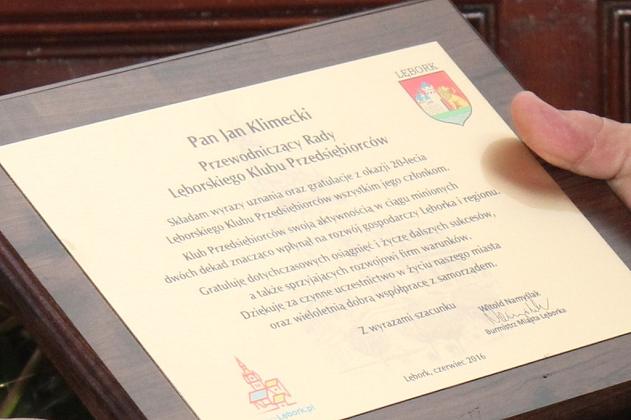 LĘBORK
Pan Jan Klimecki
Przewodniczący Rady
Lęborskiego Klubu Przedsiębiorców
Składam wyrazy uznania oraz gratulacje z okazji 20-lecia
Lęborskiego Klubu Przedsiębiorców wszystkim jego członkom.
Klub Przedsiębiorców swoją aktywnością w ciągu minionych
dwóch dekad znacząco wpłynął na rozwój gospodarczy Lęborka i regionu.
Gratuluję dotychczasowych osiągnięć i życzę dalszych sukcesów,
a także sprzyjających rozwojowi firm warunków.
Dziękuję za czynne uczestnictwo w życiu naszego miasta
oraz wieloletnią dobrą współpracę z samorządem.
Z wyrazami szacunku
Witold Namyślak
Burmistrz Miasta Lęborka
Lębork, czerwiec 2016
Lębork.pl